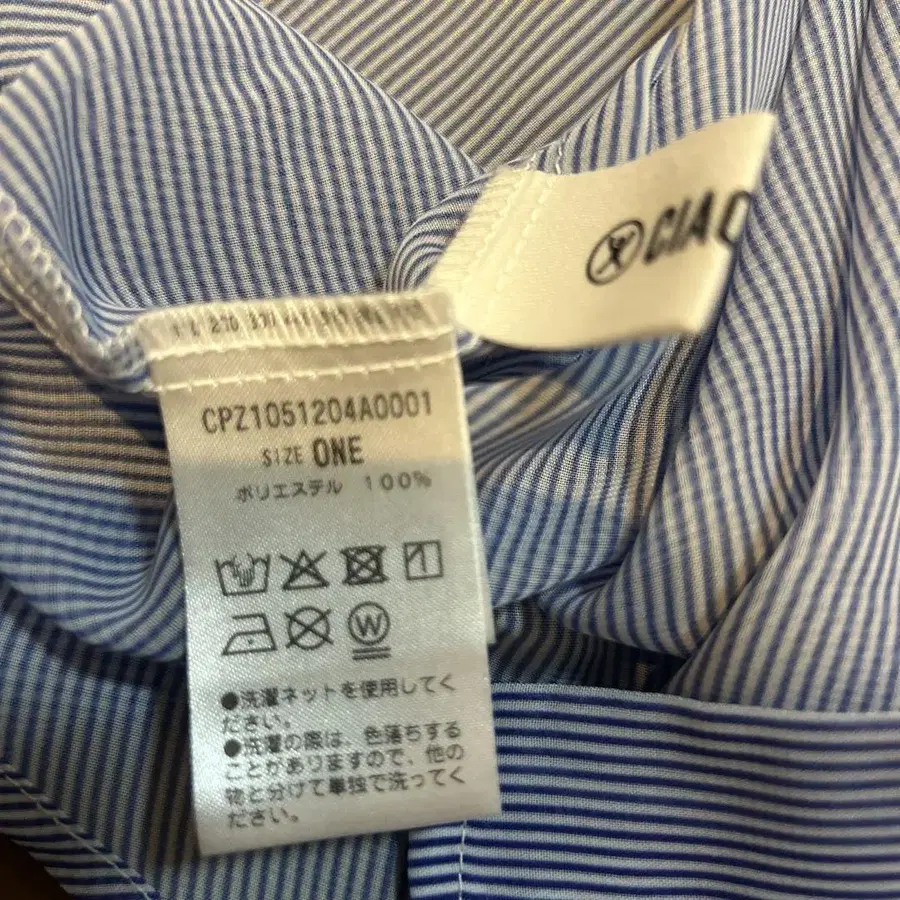 CIAO
CPZ1051204A0001
SIZE ONE
ポリエステル 100%
W
●洗濯ネットを使用してく
ださい。
●洗濯の際は、色落ちする
ことがありますので、他の
物と分けて単独で洗ってく
ださい。